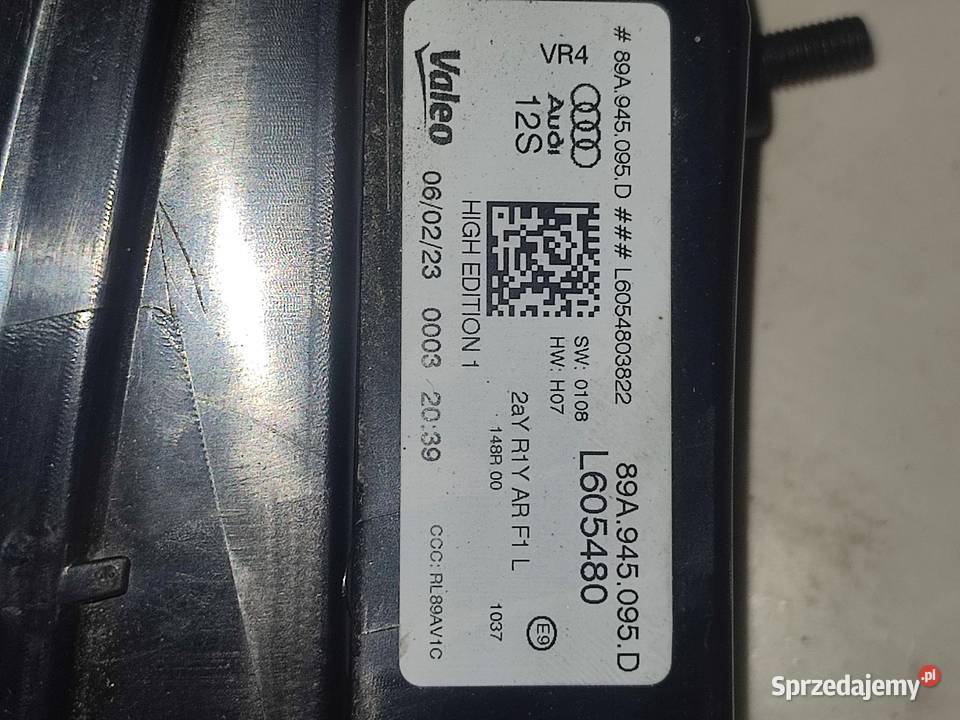 # 89A.945.095.D ### L6054803822
89A.945.095.D
VR4
Audi
12S
SW: 0108
HW: H07
L605480
2aY R1Y AR F1 L
148R 00
1037
E9
HIGH EDITION 1
Valeo
06/02/23 0003 20:39
CCC: RL89AV1C
Sprzedajemy.pl